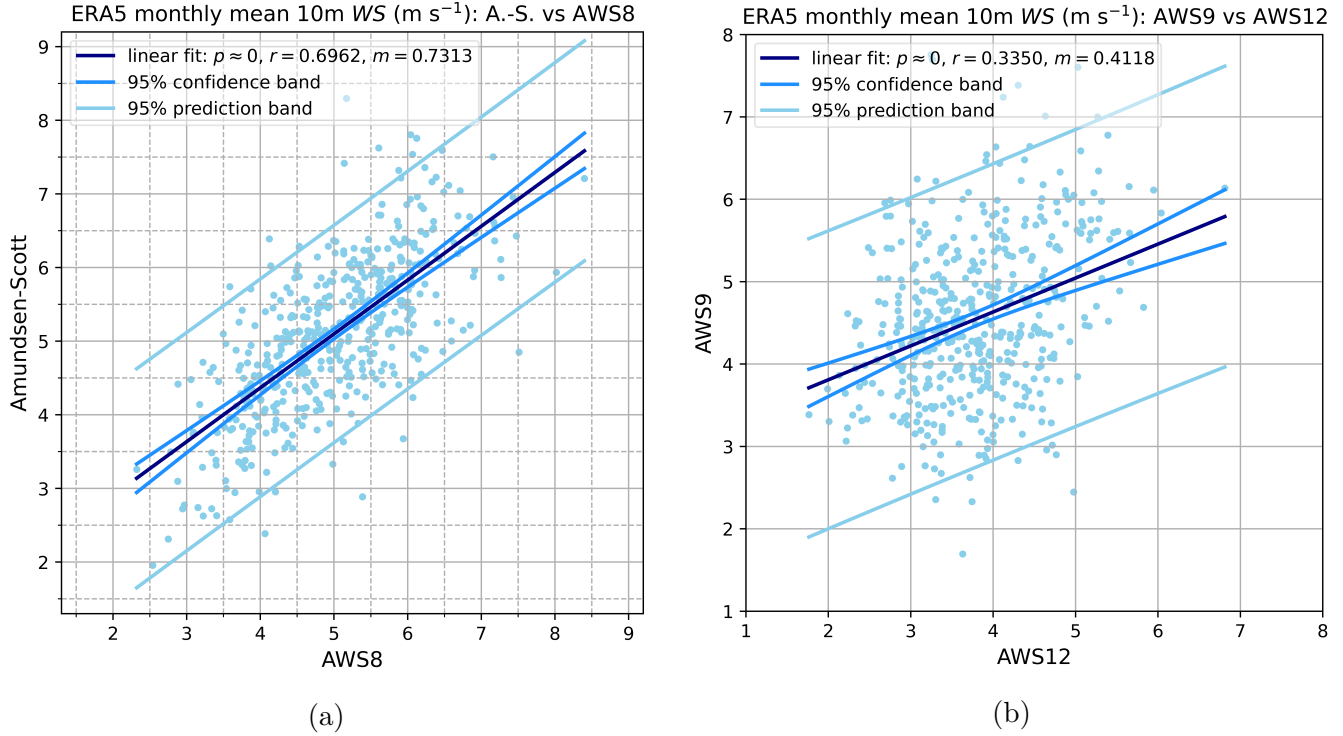 ERA5 monthly mean 10m WS (m s⁻¹): A.-S. vs AWS8
linear fit: p ≈ 0, r = 0.6962, m = 0.7313
95% confidence band
95% prediction band
9
8
7
6
5
4
3
2
Amundsen-Scott
2 3 4 5 6 7 8 9
AWS8
(a)
ERA5 monthly mean 10m WS (m s⁻¹): AWS9 vs AWS12
linear fit: p ≈ 0, r = 0.3350, m = 0.4118
95% confidence band
95% prediction band
8
7
6
5
4
3
2
1
AWS9
1 2 3 4 5 6 7 8
AWS12
(b)